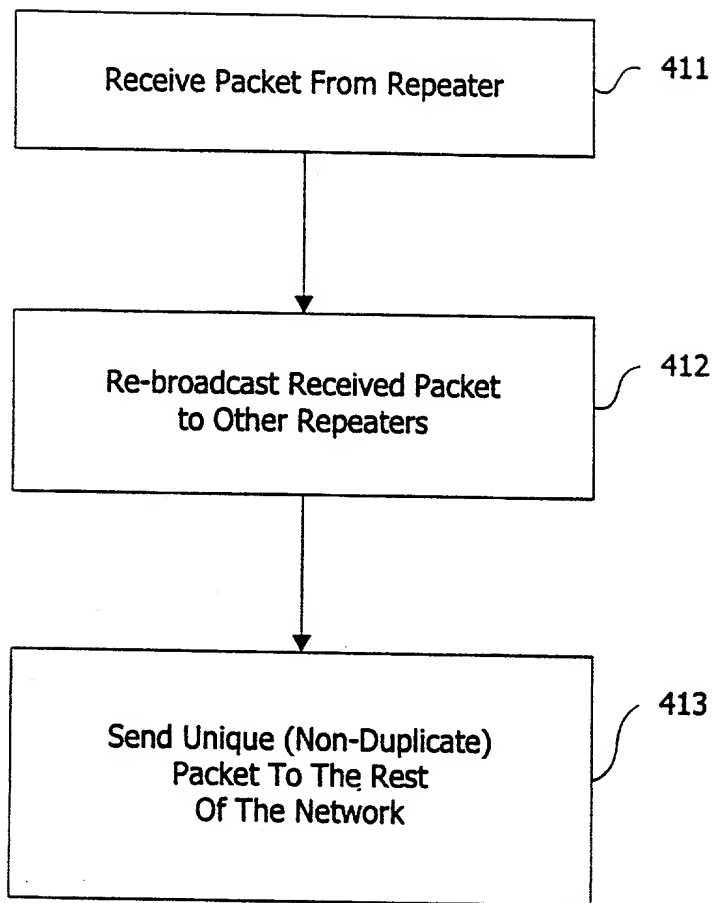 Receive Packet From Repeater
411
Re-broadcast Received Packet
to Other Repeaters
412
Send Unique (Non-Duplicate)
Packet To The Rest
Of The Network
413